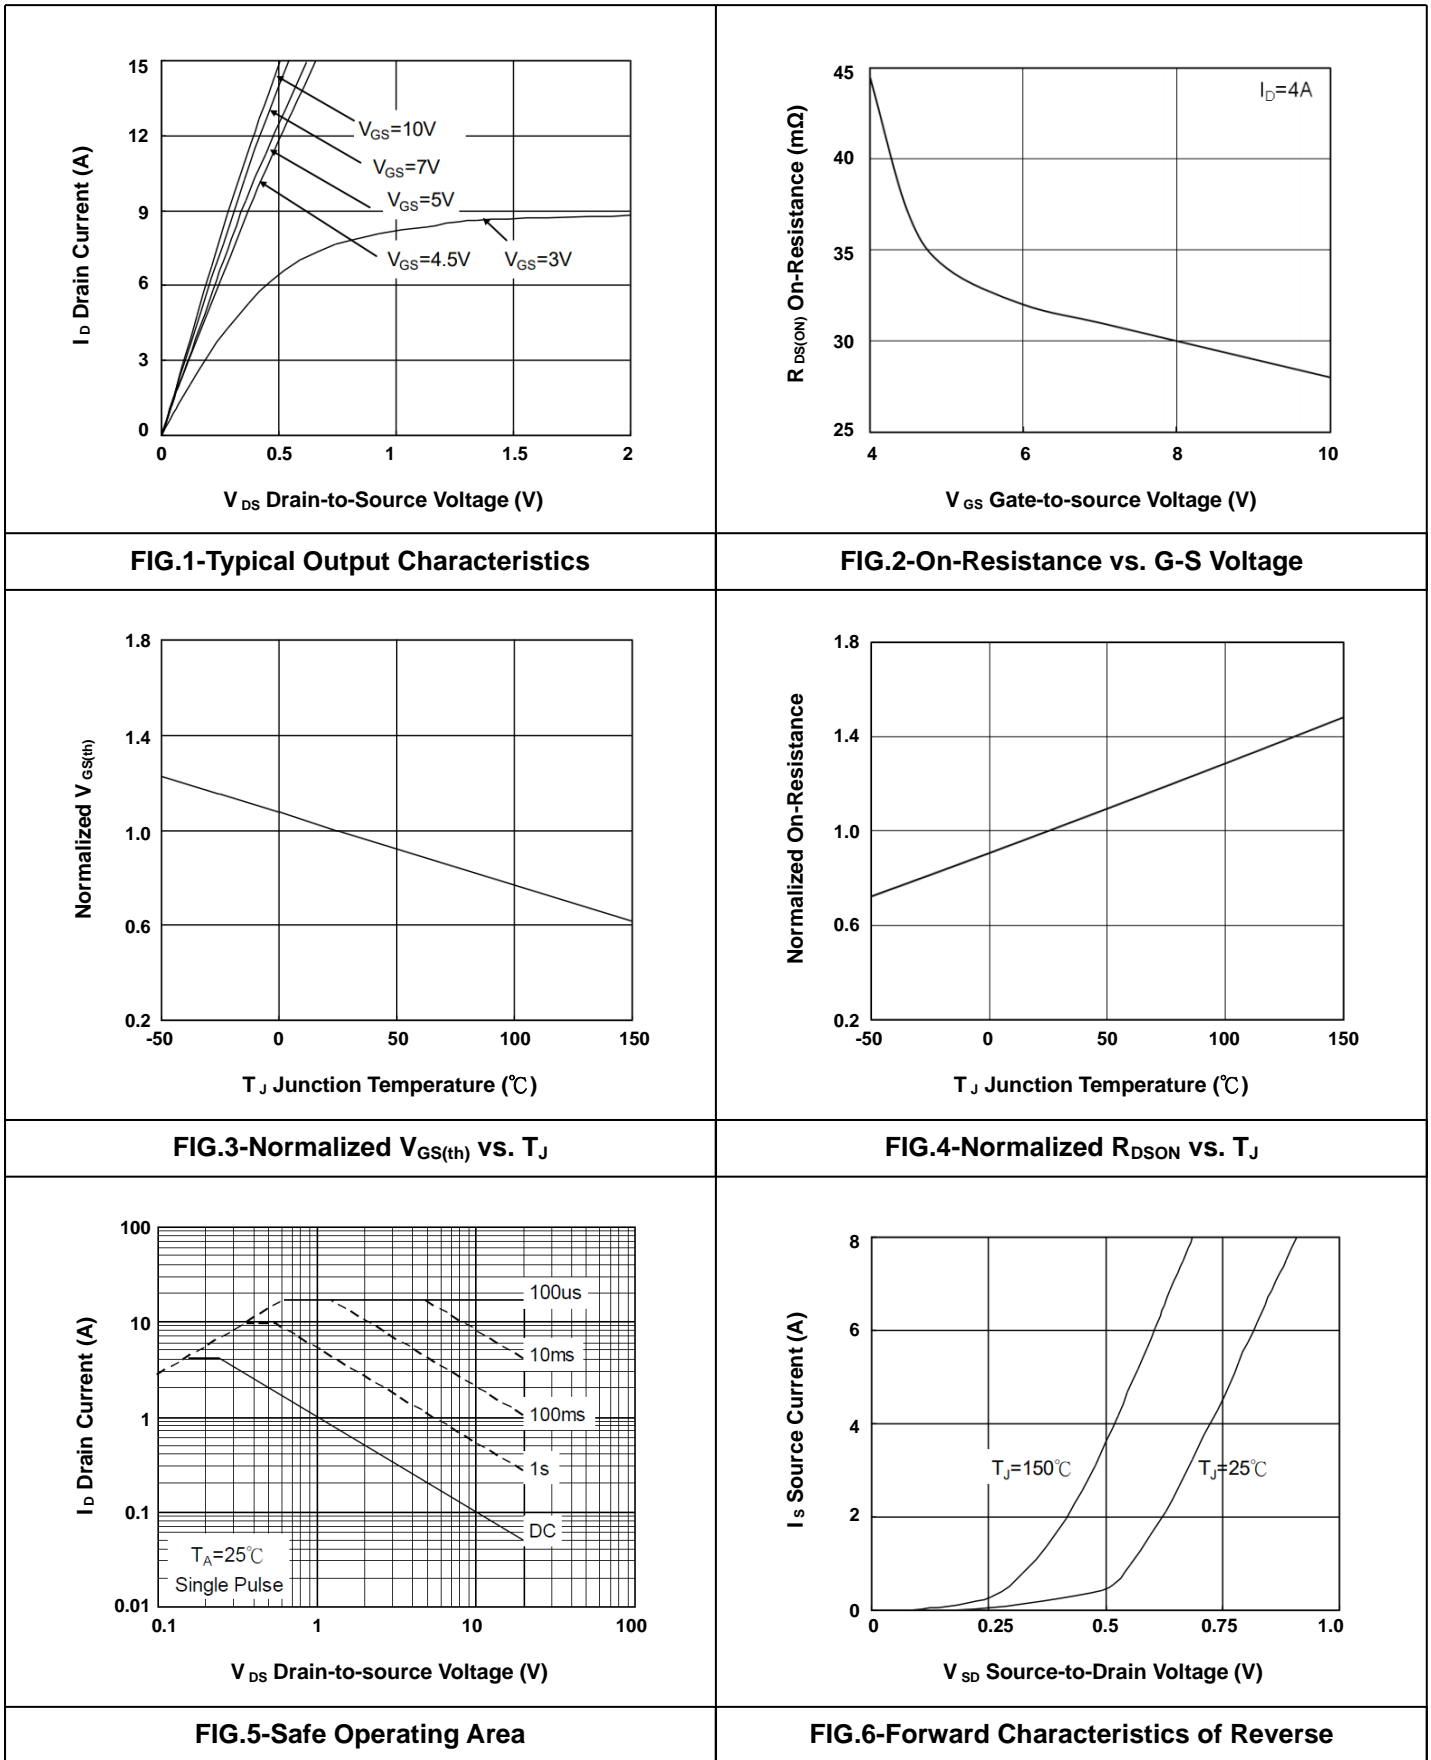 15
12
9
6
3
0
0
0.5
1
1.5
2
I D Drain Current (A)
V DS Drain-to-Source Voltage (V)
VGS=10V
VGS=7V
VGS=5V
VGS=4.5V
VGS=3V
45
40
35
30
25
4
6
8
10
R DS(ON) On-Resistance (mΩ)
V GS Gate-to-source Voltage (V)
ID=4A
FIG.1-Typical Output Characteristics
FIG.2-On-Resistance vs. G-S Voltage
1.8
1.4
1.0
0.6
0.2
-50
0
50
100
150
Normalized V GS(th)
T J Junction Temperature (℃)
1.8
1.4
1.0
0.6
0.2
-50
0
50
100
150
Normalized On-Resistance
T J Junction Temperature (℃)
FIG.3-Normalized VGS(th) vs. TJ
FIG.4-Normalized RDSON vs. TJ
100
10
1
0.1
0.01
0.1
1
10
100
I D Drain Current (A)
V DS Drain-to-source Voltage (V)
100us
10ms
100ms
1s
DC
TA=25℃
Single Pulse
8
6
4
2
0
0
0.25
0.5
0.75
1.0
I S Source Current (A)
V SD Source-to-Drain Voltage (V)
TJ=150℃
TJ=25℃
FIG.5-Safe Operating Area
FIG.6-Forward Characteristics of Reverse